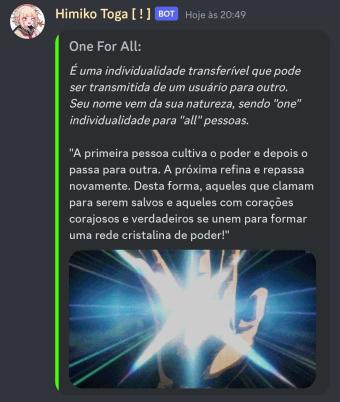 Himiko Toga [ ! ] BOT Hoje às 20:49
One For All:
É uma individualidade transferível que pode
ser transmitida de um usuário para outro.
Seu nome vem da sua natureza, sendo "one"
individualidade para "all" pessoas.
"A primeira pessoa cultiva o poder e depois o
passa para outra. A próxima refina e repassa
novamente. Desta forma, aqueles que clamam
para serem salvos e aqueles com corações
corajosos e verdadeiros se unem para formar
uma rede cristalina de poder!"